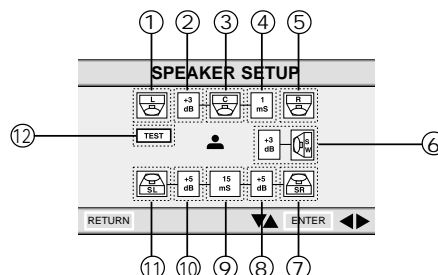 ① ② ③ ④ ⑤
SPEAKER SETUP
L +3 dB C 1 mS R
⑫ TEST
+3 dB SW ⑥
SL +5 dB 15 mS +5 dB SR
RETURN ENTER
⑪ ⑩ ⑨ ⑧ ⑦